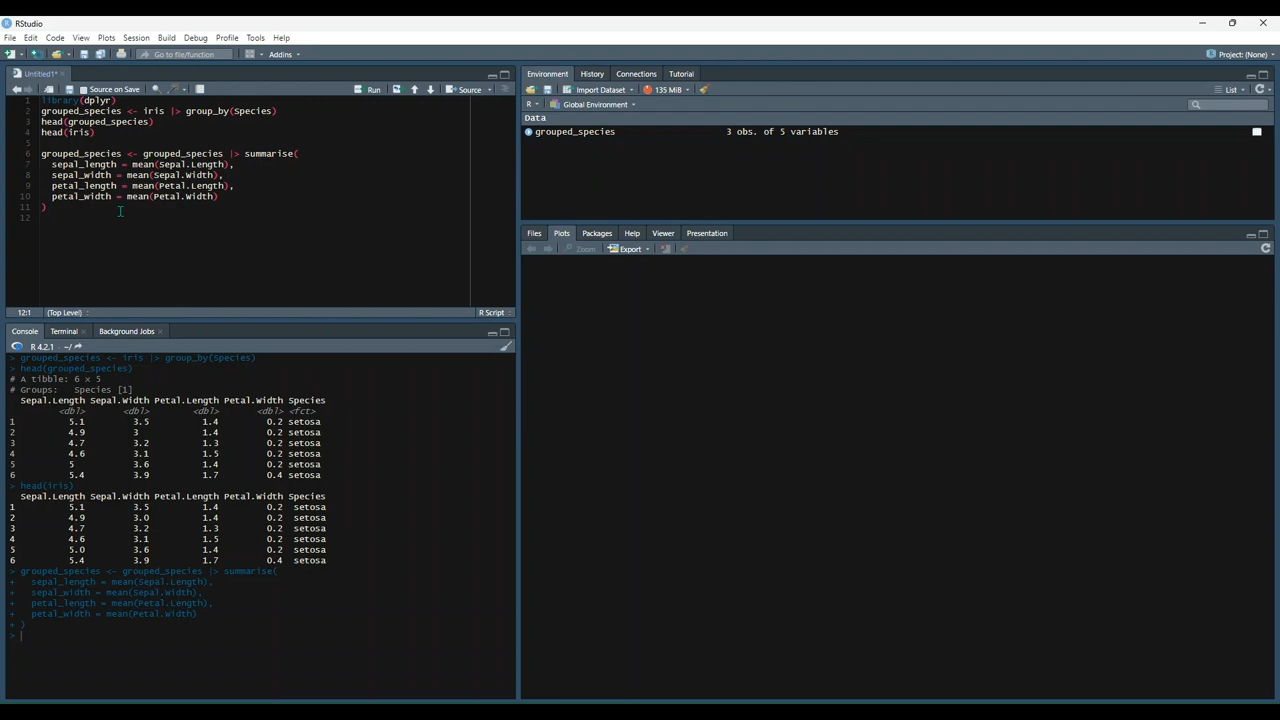 RStudio
File Edit Code View Plots Session Build Debug Profile Tools Help
Go to file/function Addins Project: (None)
Untitled1*
Source on Save Run Source
1 library(dplyr)
2 grouped_species <- iris |> group_by(Species)
3 head(grouped_species)
4 head(iris)
5
6 grouped_species <- grouped_species |> summarise(
7 sepal_length = mean(Sepal.Length),
8 sepal_width = mean(Sepal.Width),
9 petal_length = mean(Petal.Length),
10 petal_width = mean(Petal.Width)
11 )
12
12:1 (Top Level) R Script
Console Terminal Background Jobs
R 4.2.1 · ~/
> grouped_species <- iris |> group_by(Species)
> head(grouped_species)
# A tibble: 6 x 5
# Groups: Species [1]
Sepal.Length Sepal.Width Petal.Length Petal.Width Species
<dbl> <dbl> <dbl> <dbl> <fct>
1 5.1 3.5 1.4 0.2 setosa
2 4.9 3 1.4 0.2 setosa
3 4.7 3.2 1.3 0.2 setosa
4 4.6 3.1 1.5 0.2 setosa
5 5 3.6 1.4 0.2 setosa
6 5.4 3.9 1.7 0.4 setosa
> head(iris)
Sepal.Length Sepal.Width Petal.Length Petal.Width Species
1 5.1 3.5 1.4 0.2 setosa
2 4.9 3.0 1.4 0.2 setosa
3 4.7 3.2 1.3 0.2 setosa
4 4.6 3.1 1.5 0.2 setosa
5 5.0 3.6 1.4 0.2 setosa
6 5.4 3.9 1.7 0.4 setosa
> grouped_species <- grouped_species |> summarise(
+ sepal_length = mean(Sepal.Length),
+ sepal_width = mean(Sepal.Width),
+ petal_length = mean(Petal.Length),
+ petal_width = mean(Petal.Width)
+ )
>
Environment History Connections Tutorial
Import Dataset 135 MiB List
R Global Environment
Data
grouped_species 3 obs. of 5 variables
Files Plots Packages Help Viewer Presentation
Zoom Export